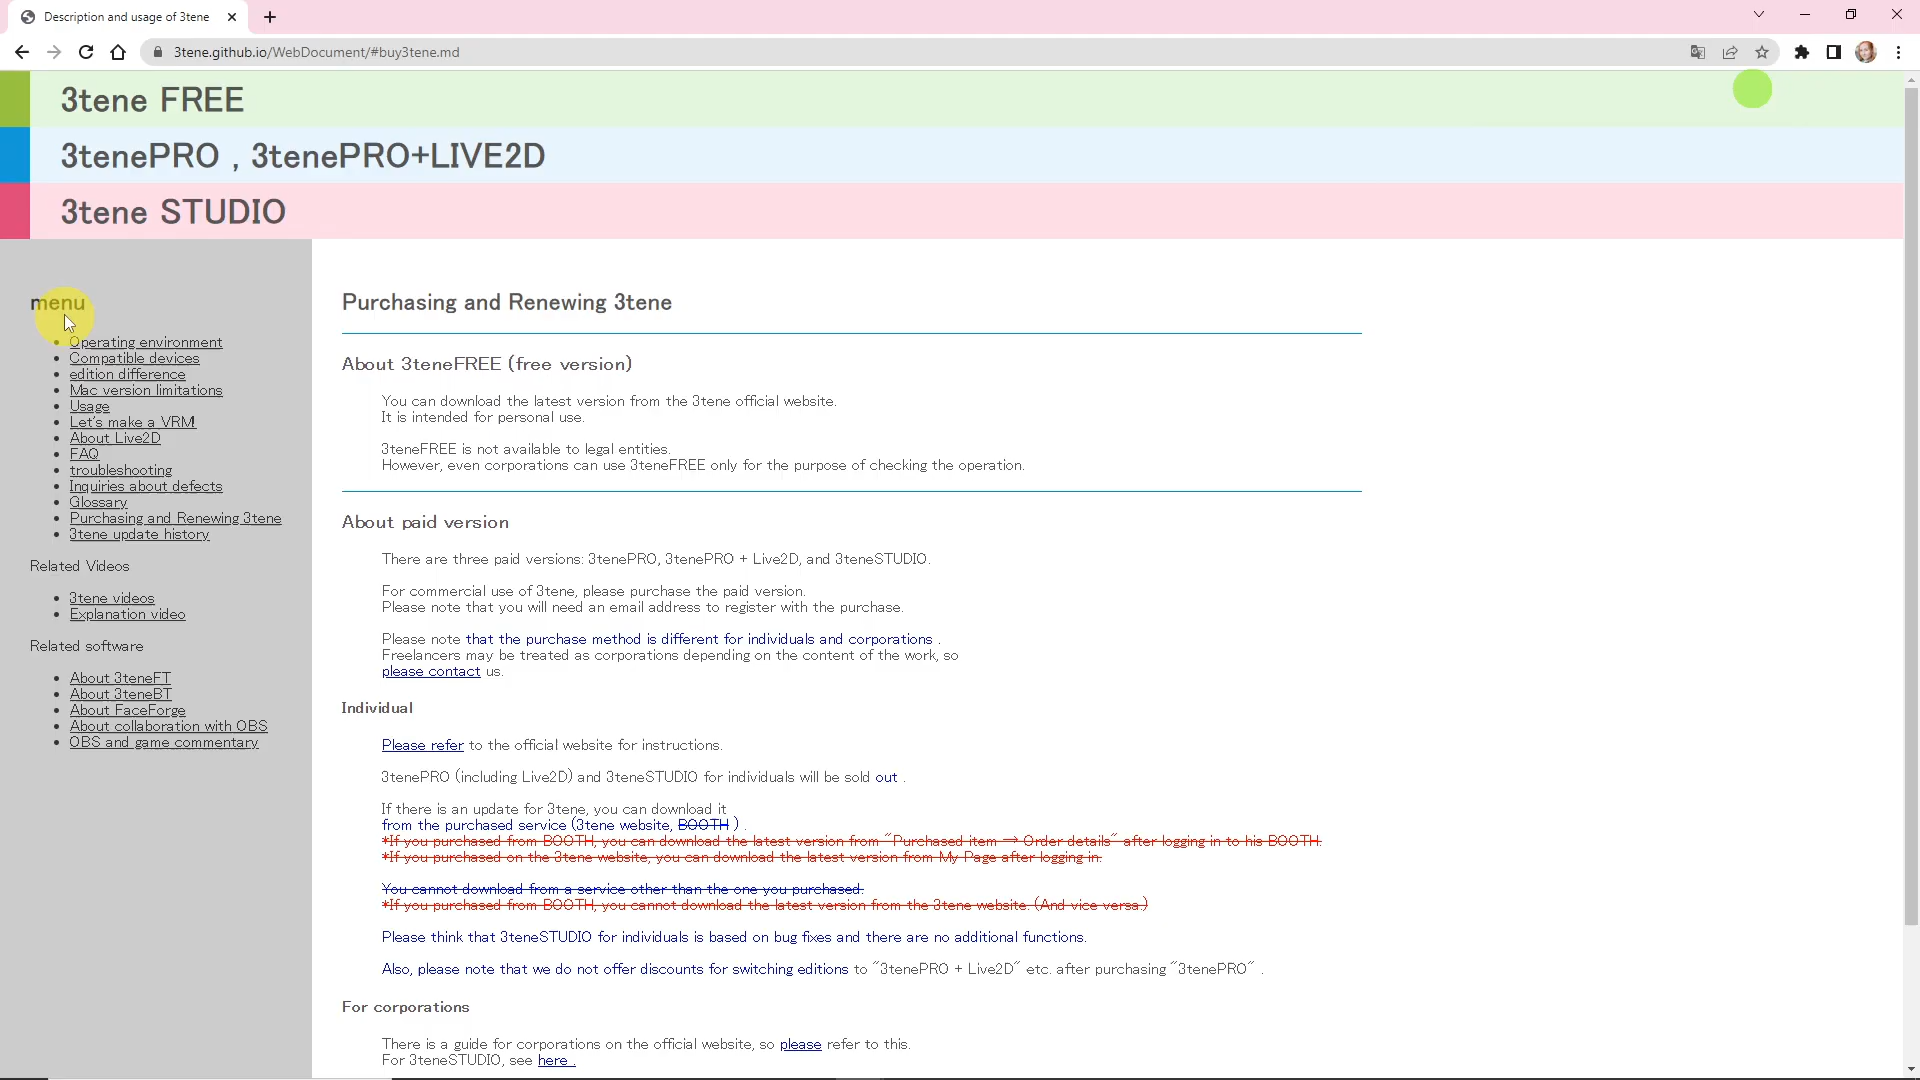 Description and usage of 3tene
3tene.github.io/WebDocument/#buy3tene.md
3tene FREE
3tenePRO , 3tenePRO+LIVE2D
3tene STUDIO
menu
Operating environment
Compatible devices
edition difference
Mac version limitations
Usage
Let's make a VRM!
About Live2D
FAQ
troubleshooting
Inquiries about defects
Glossary
Purchasing and Renewing 3tene
3tene update history
Related Videos
3tene videos
Explanation video
Related software
About 3teneFT
About 3teneBT
About FaceForge
About collaboration with OBS
OBS and game commentary
Purchasing and Renewing 3tene
About 3teneFREE (free version)
You can download the latest version from the 3tene official website.
It is intended for personal use.
3teneFREE is not available to legal entities.
However, even corporations can use 3teneFREE only for the purpose of checking the operation.
About paid version
There are three paid versions: 3tenePRO, 3tenePRO + Live2D, and 3teneSTUDIO.
For commercial use of 3tene, please purchase the paid version.
Please note that you will need an email address to register with the purchase.
Please note that the purchase method is different for individuals and corporations .
Freelancers may be treated as corporations depending on the content of the work, so
please contact us.
Individual
Please refer to the official website for instructions.
3tenePRO (including Live2D) and 3teneSTUDIO for individuals will be sold out .
If there is an update for 3tene, you can download it
from the purchased service (3tene website, BOOTH ) .
*If you purchased from BOOTH, you can download the latest version from "Purchased item → Order details" after logging in to his BOOTH.
*If you purchased on the 3tene website, you can download the latest version from My Page after logging in.
You cannot download from a service other than the one you purchased.
*If you purchased from BOOTH, you cannot download the latest version from the 3tene website. (And vice versa.)
Please think that 3teneSTUDIO for individuals is based on bug fixes and there are no additional functions.
Also, please note that we do not offer discounts for switching editions to "3tenePRO + Live2D" etc. after purchasing "3tenePRO" .
For corporations
There is a guide for corporations on the official website, so please refer to this.
For 3teneSTUDIO, see here .